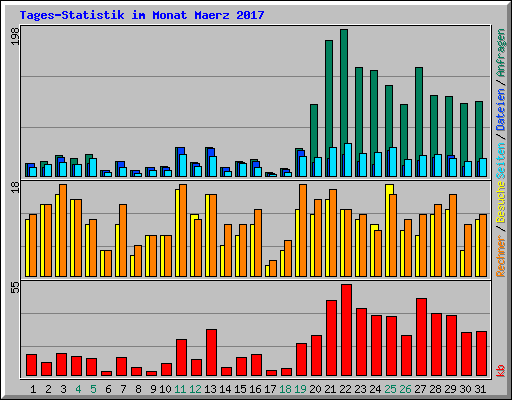 Tages-Statistik im Monat Maerz 2017
198
Rechner / Besuche Seiten / Dateien / Anfragen
18
55
kb
1 2 3 4 5 6 7 8 9 10 11 12 13 14 15 16 17 18 19 20 21 22 23 24 25 26 27 28 29 30 31